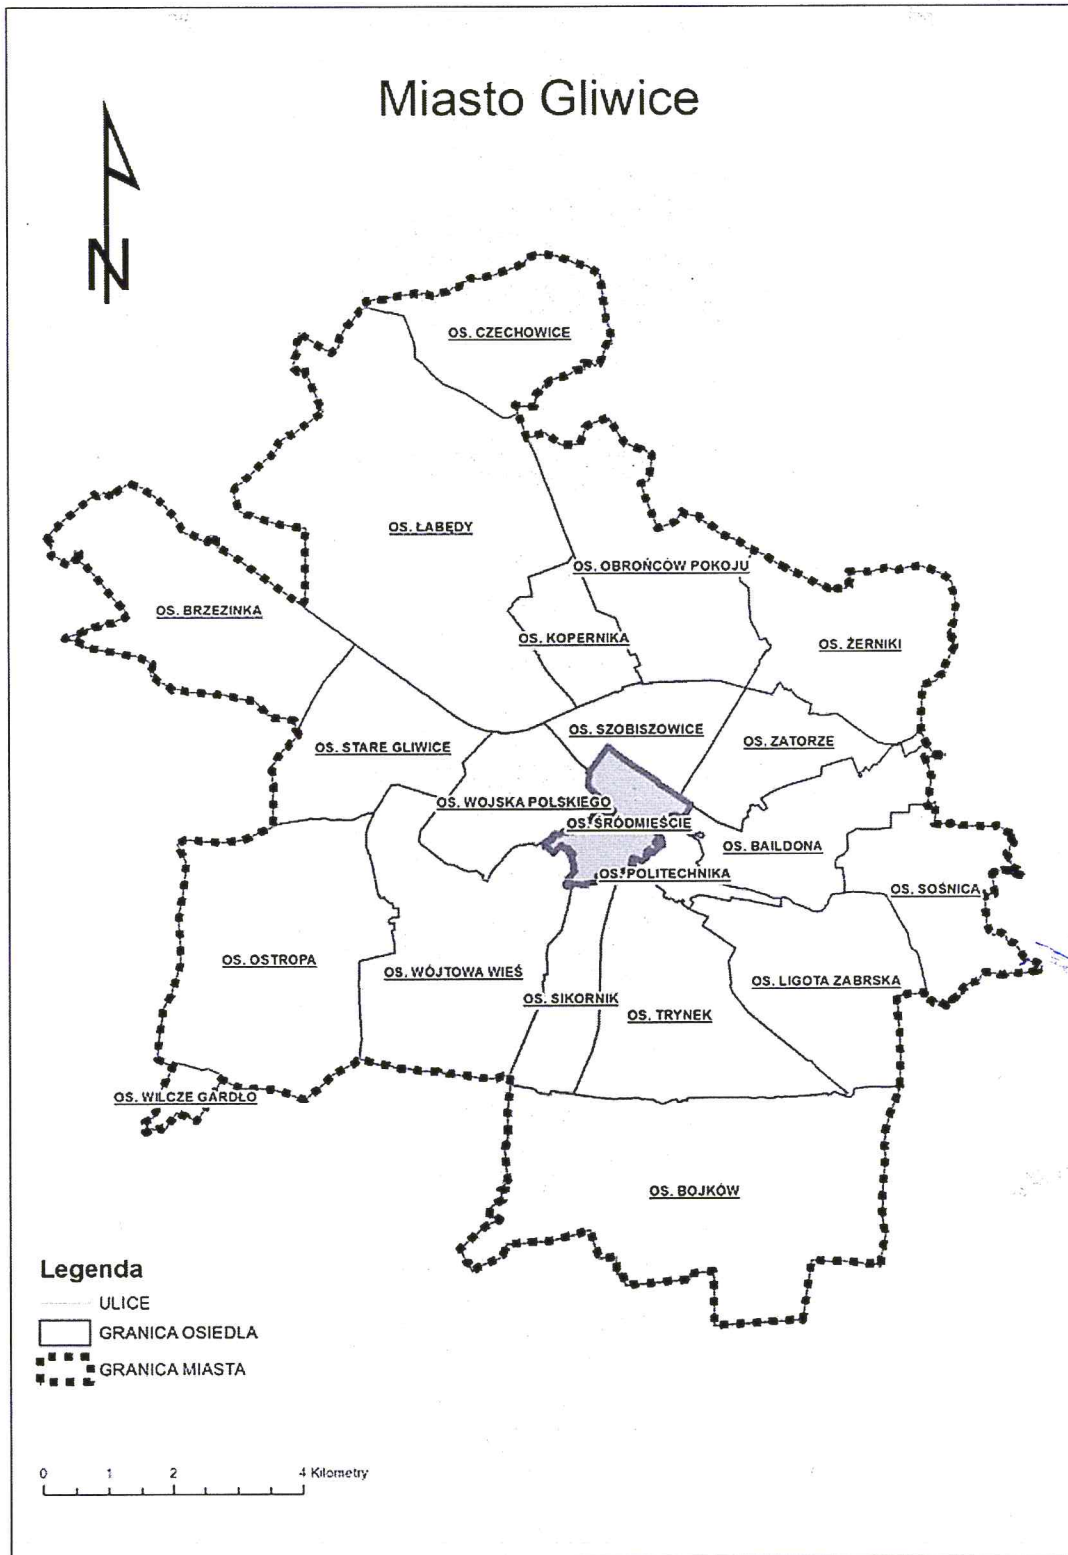 Miasto Gliwice
N
OS. CZECHOWICE
OS. ŁABĘDY
OS. OBROŃCÓW POKOJU
OS. BRZEZINKA
OS. KOPERNIKA
OS. ŻERNIKI
OS. SZOBISZOWICE
OS. STARE GLIWICE
OS. ZATORZE
OS. WOJSKA POLSKIEGO
OS. ŚRÓDMIEŚCIE
OS. BAILDONA
OS. POLITECHNIKA
OS. SOŚNICA
OS. OSTROPA
OS. WÓJTOWA WIEŚ
OS. LIGOTA ZABRSKA
OS. SIKORNIK
OS. TRYNEK
OS. WILCZE GARDŁO
OS. BOJKÓW
Legenda
ULICE
GRANICA OSIEDLA
GRANICA MIASTA
0 1 2 4 Kilometry